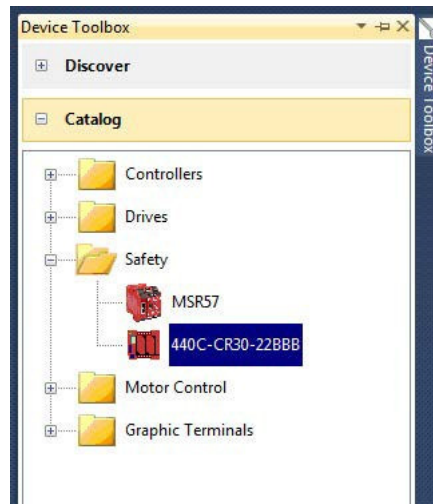 Device Toolbox
Discover
Catalog
Controllers
Drives
Safety
MSR57
440C-CR30-22BBB
Motor Control
Graphic Terminals
Device Toolbox